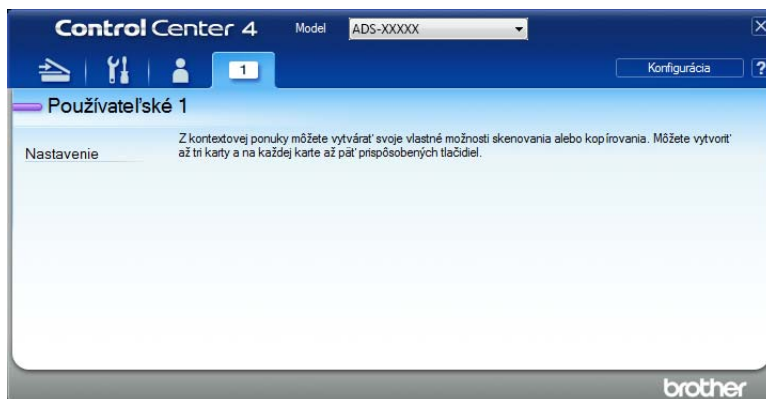 Control Center 4
Model
ADS-XXXXX
1
Konfigurácia
?
Používateľské 1
Nastavenie
Z kontextovej ponuky môžete vytvárať svoje vlastné možnosti skenovania alebo kopírovania. Môžete vytvoriť
až tri karty a na každej karte až päť prispôsobených tlačidiel.
brother